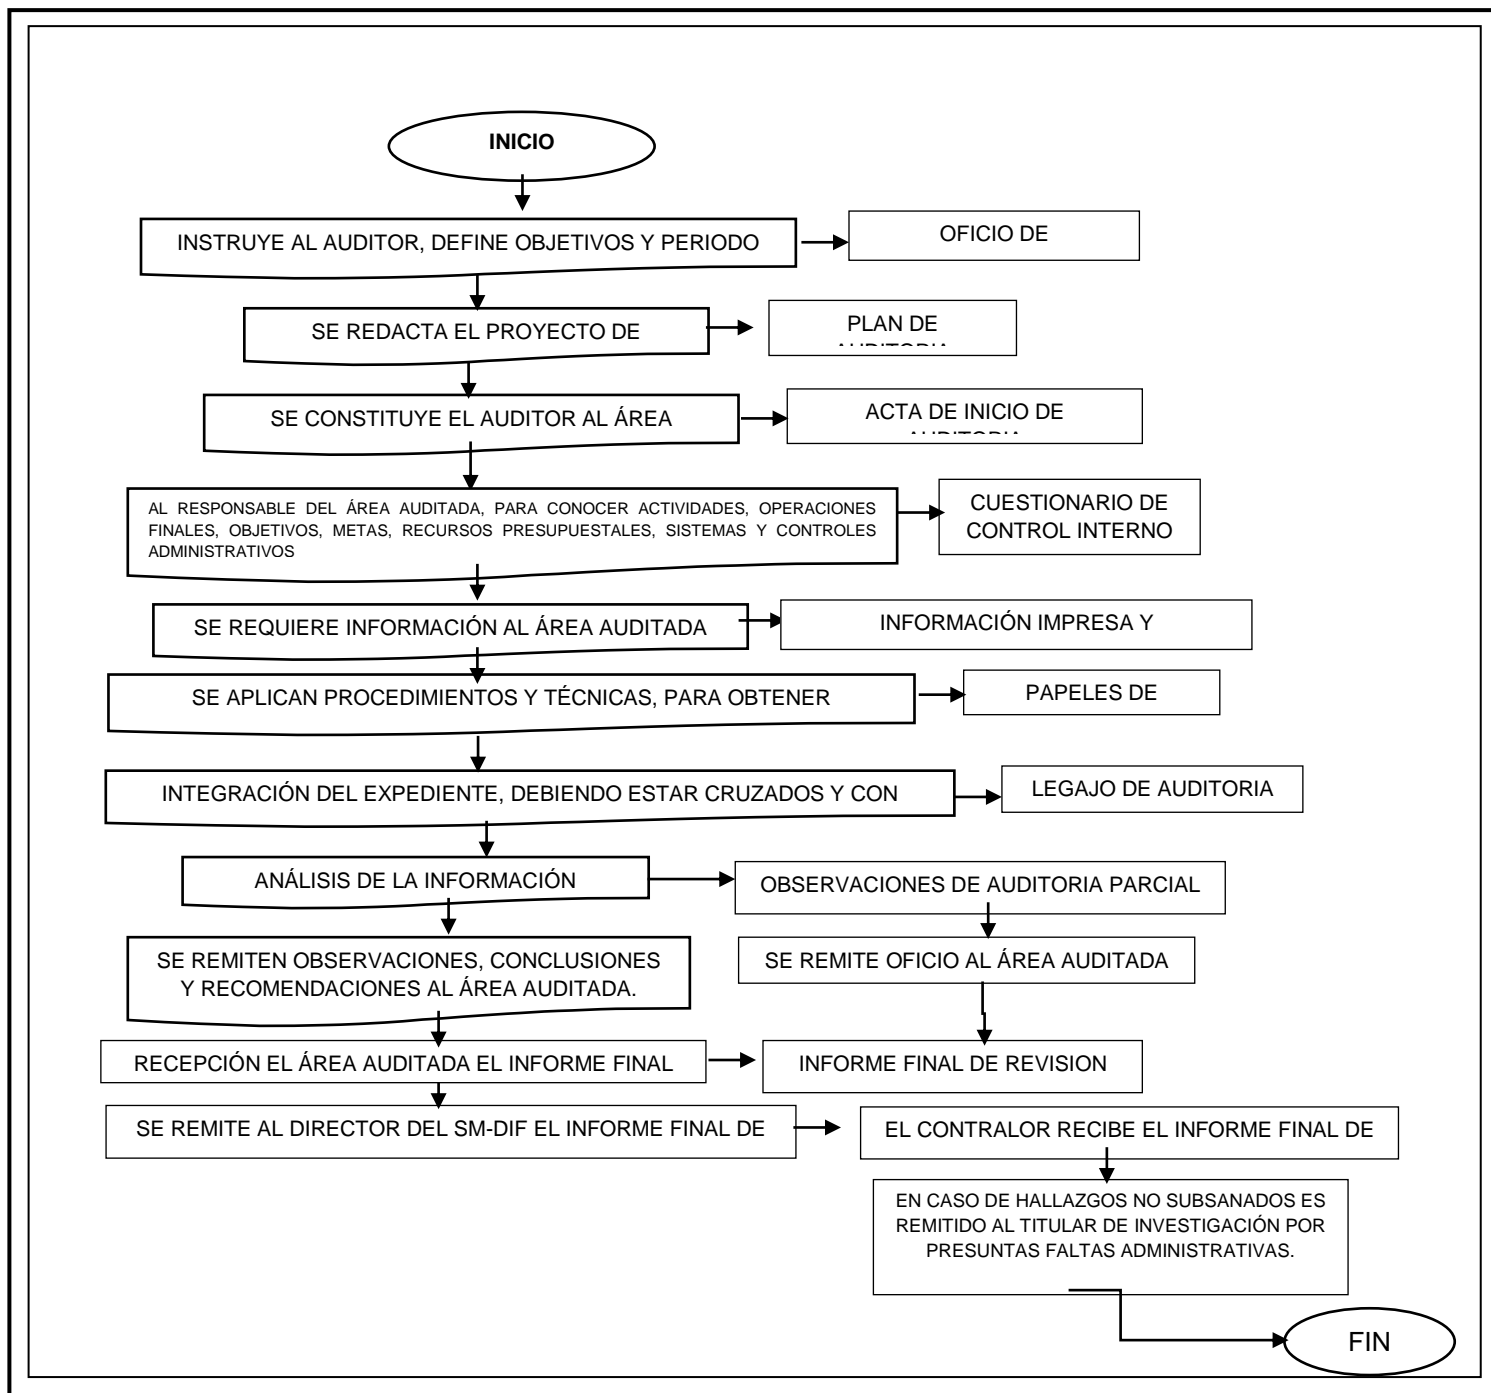 INICIO
INSTRUYE AL AUDITOR, DEFINE OBJETIVOS Y PERIODO
OFICIO DE
SE REDACTA EL PROYECTO DE
PLAN DE
AUDITORIA
SE CONSTITUYE EL AUDITOR AL ÁREA
ACTA DE INICIO DE
AUDITORIA
AL RESPONSABLE DEL ÁREA AUDITADA, PARA CONOCER ACTIVIDADES, OPERACIONES
FINALES, OBJETIVOS, METAS, RECURSOS PRESUPUESTALES, SISTEMAS Y CONTROLES
ADMINISTRATIVOS
CUESTIONARIO DE
CONTROL INTERNO
SE REQUIERE INFORMACIÓN AL ÁREA AUDITADA
INFORMACIÓN IMPRESA Y
SE APLICAN PROCEDIMIENTOS Y TÉCNICAS, PARA OBTENER
PAPELES DE
INTEGRACIÓN DEL EXPEDIENTE, DEBIENDO ESTAR CRUZADOS Y CON
LEGAJO DE AUDITORIA
ANÁLISIS DE LA INFORMACIÓN
OBSERVACIONES DE AUDITORIA PARCIAL
SE REMITEN OBSERVACIONES, CONCLUSIONES
Y RECOMENDACIONES AL ÁREA AUDITADA.
SE REMITE OFICIO AL ÁREA AUDITADA
RECEPCIÓN EL ÁREA AUDITADA EL INFORME FINAL
INFORME FINAL DE REVISION
SE REMITE AL DIRECTOR DEL SM-DIF EL INFORME FINAL DE
EL CONTRALOR RECIBE EL INFORME FINAL DE
EN CASO DE HALLAZGOS NO SUBSANADOS ES
REMITIDO AL TITULAR DE INVESTIGACIÓN POR
PRESUNTAS FALTAS ADMINISTRATIVAS.
FIN